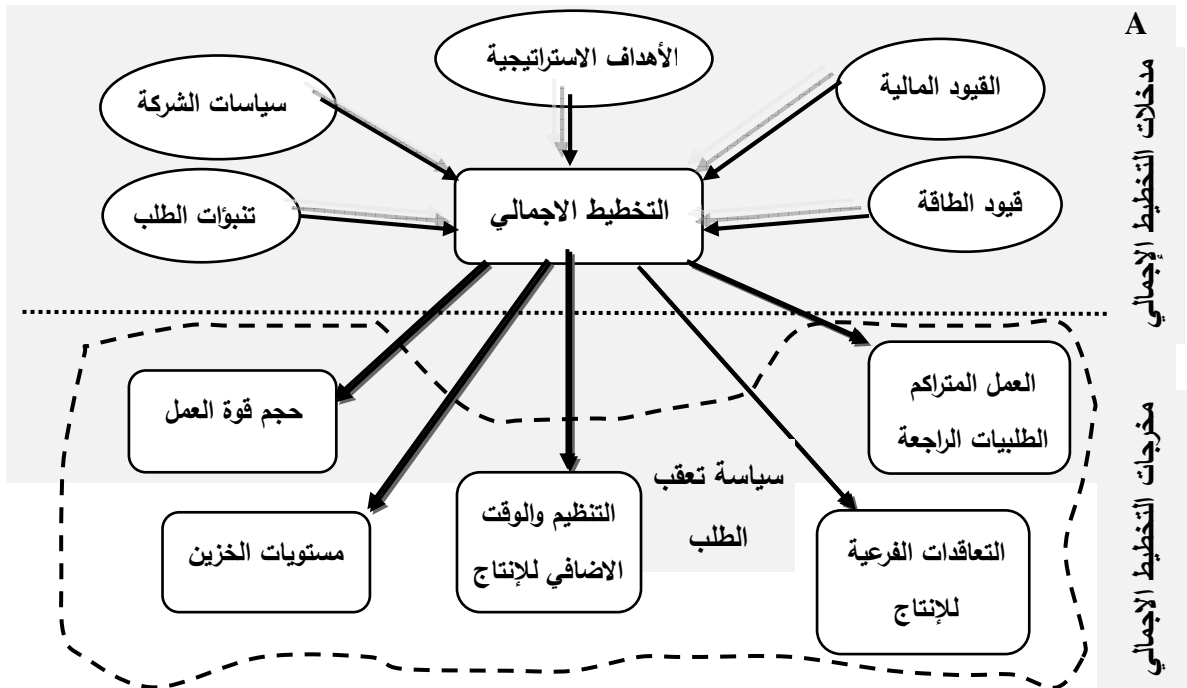 A
الأهداف الاستراتيجية
القيود المالية
سياسات الشركة
قيود الطاقة
تنبؤات الطلب
التخطيط الاجمالي
مدخلات التخطيط الإجمالي
العمل المتراكم
الطلبيات الراجعة
حجم قوة العمل
سياسة تعقب
الطلب
التعاقدات الفرعية
للإنتاج
التنظيم والوقت
الاضافي للإنتاج
مستويات الخزين
مخرجات التخطيط الاجمالي